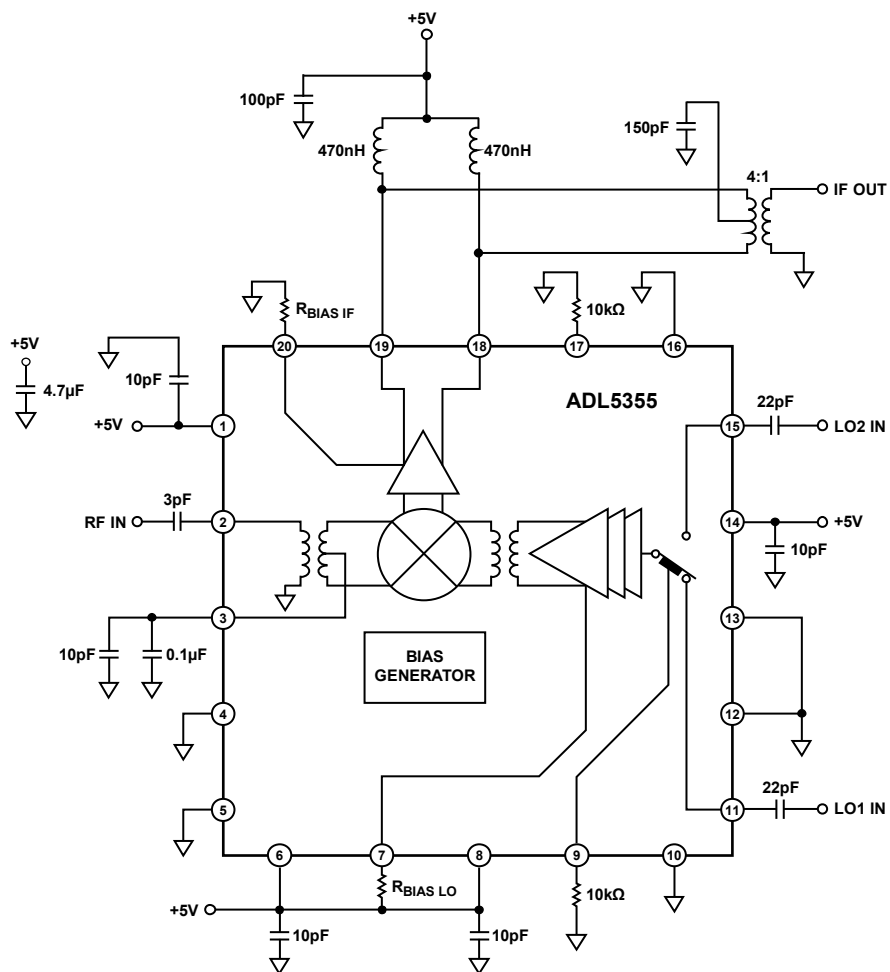 +5V
100pF
470nH
470nH
150pF
4:1
IF OUT
RBIAS IF
10kΩ
20
19
18
17
16
+5V
4.7µF
10pF
+5V
1
ADL5355
22pF
15
LO2 IN
3pF
RF IN
2
14
+5V
10pF
3
13
10pF
0.1µF
BIAS
GENERATOR
4
12
5
22pF
11
LO1 IN
6
7
8
9
10
RBIAS LO
10kΩ
+5V
10pF
10pF